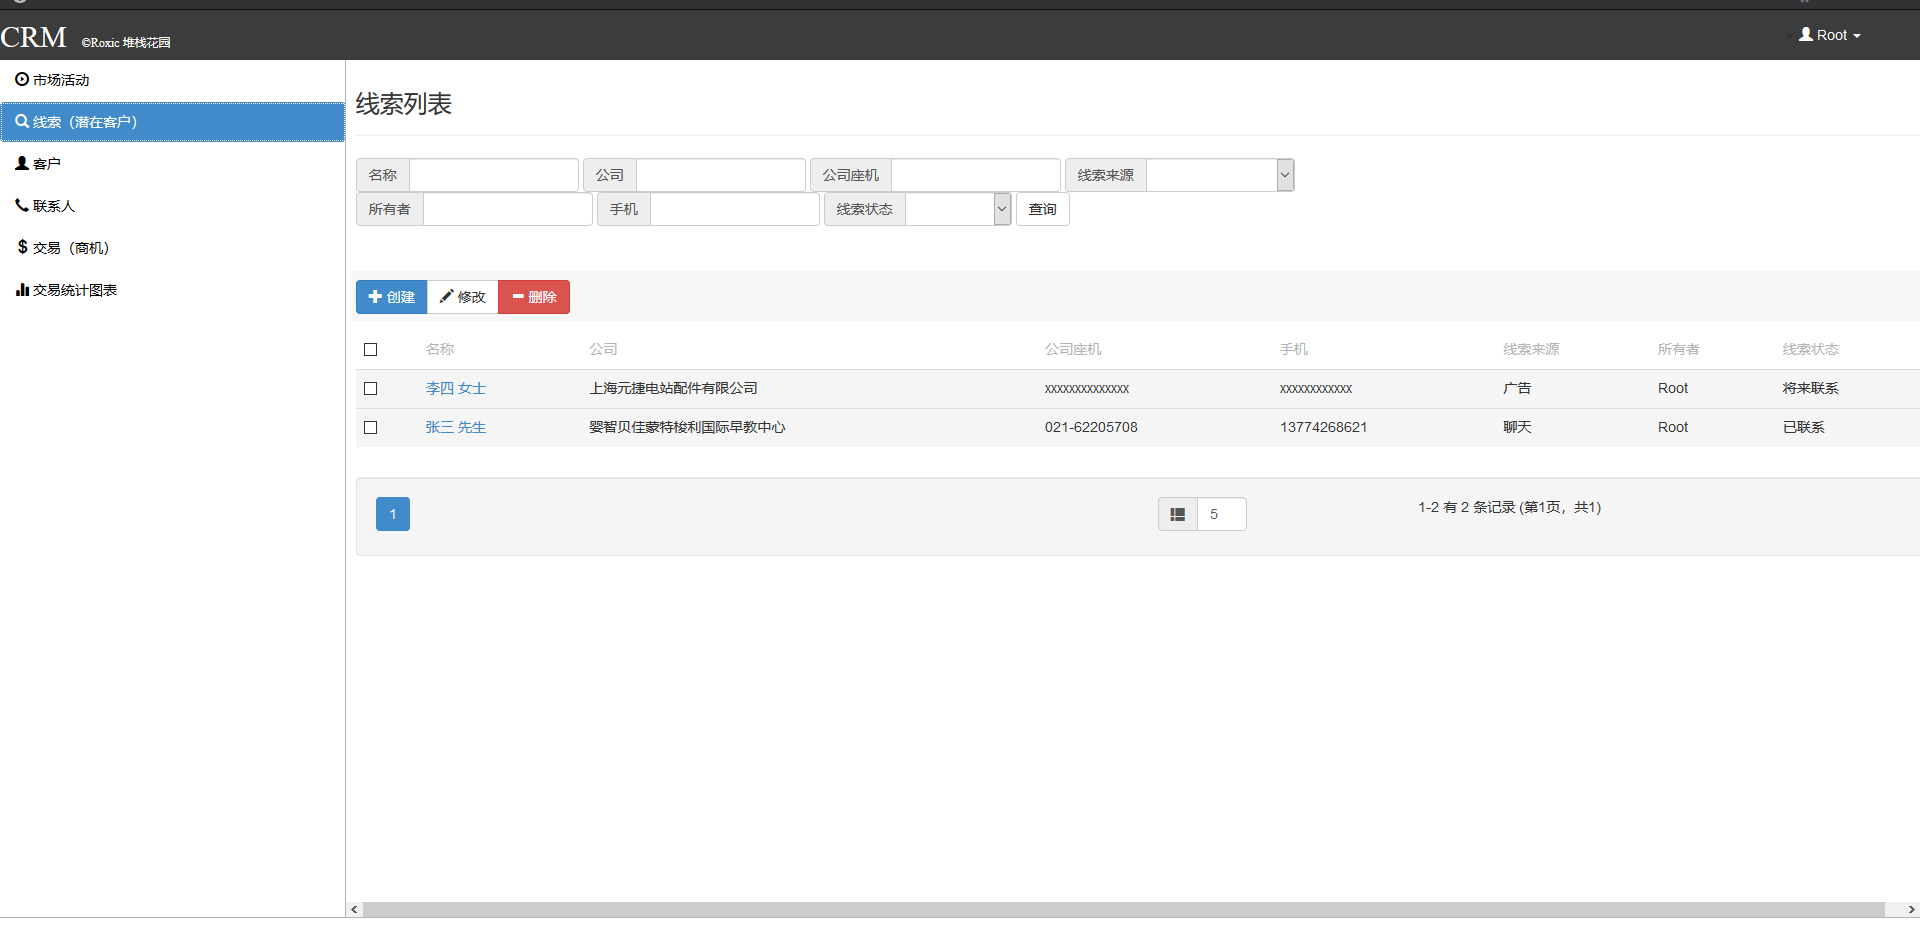 CRM ©Roxic 堆栈花园
Root
市场活动
线索（潜在客户）
客户
联系人
交易（商机）
交易统计图表
线索列表
名称 公司 公司座机 线索来源
所有者 手机 线索状态 查询
创建 修改 删除
名称 公司 公司座机 手机 线索来源 所有者 线索状态
李四 女士 上海元捷电站配件有限公司 xxxxxxxxxxxxxx xxxxxxxxxxxx 广告 Root 将来联系
张三 先生 婴智贝佳蒙特梭利国际早教中心 021-62205708 13774268621 聊天 Root 已联系
1 5 1-2 有 2 条记录 (第1页，共1)